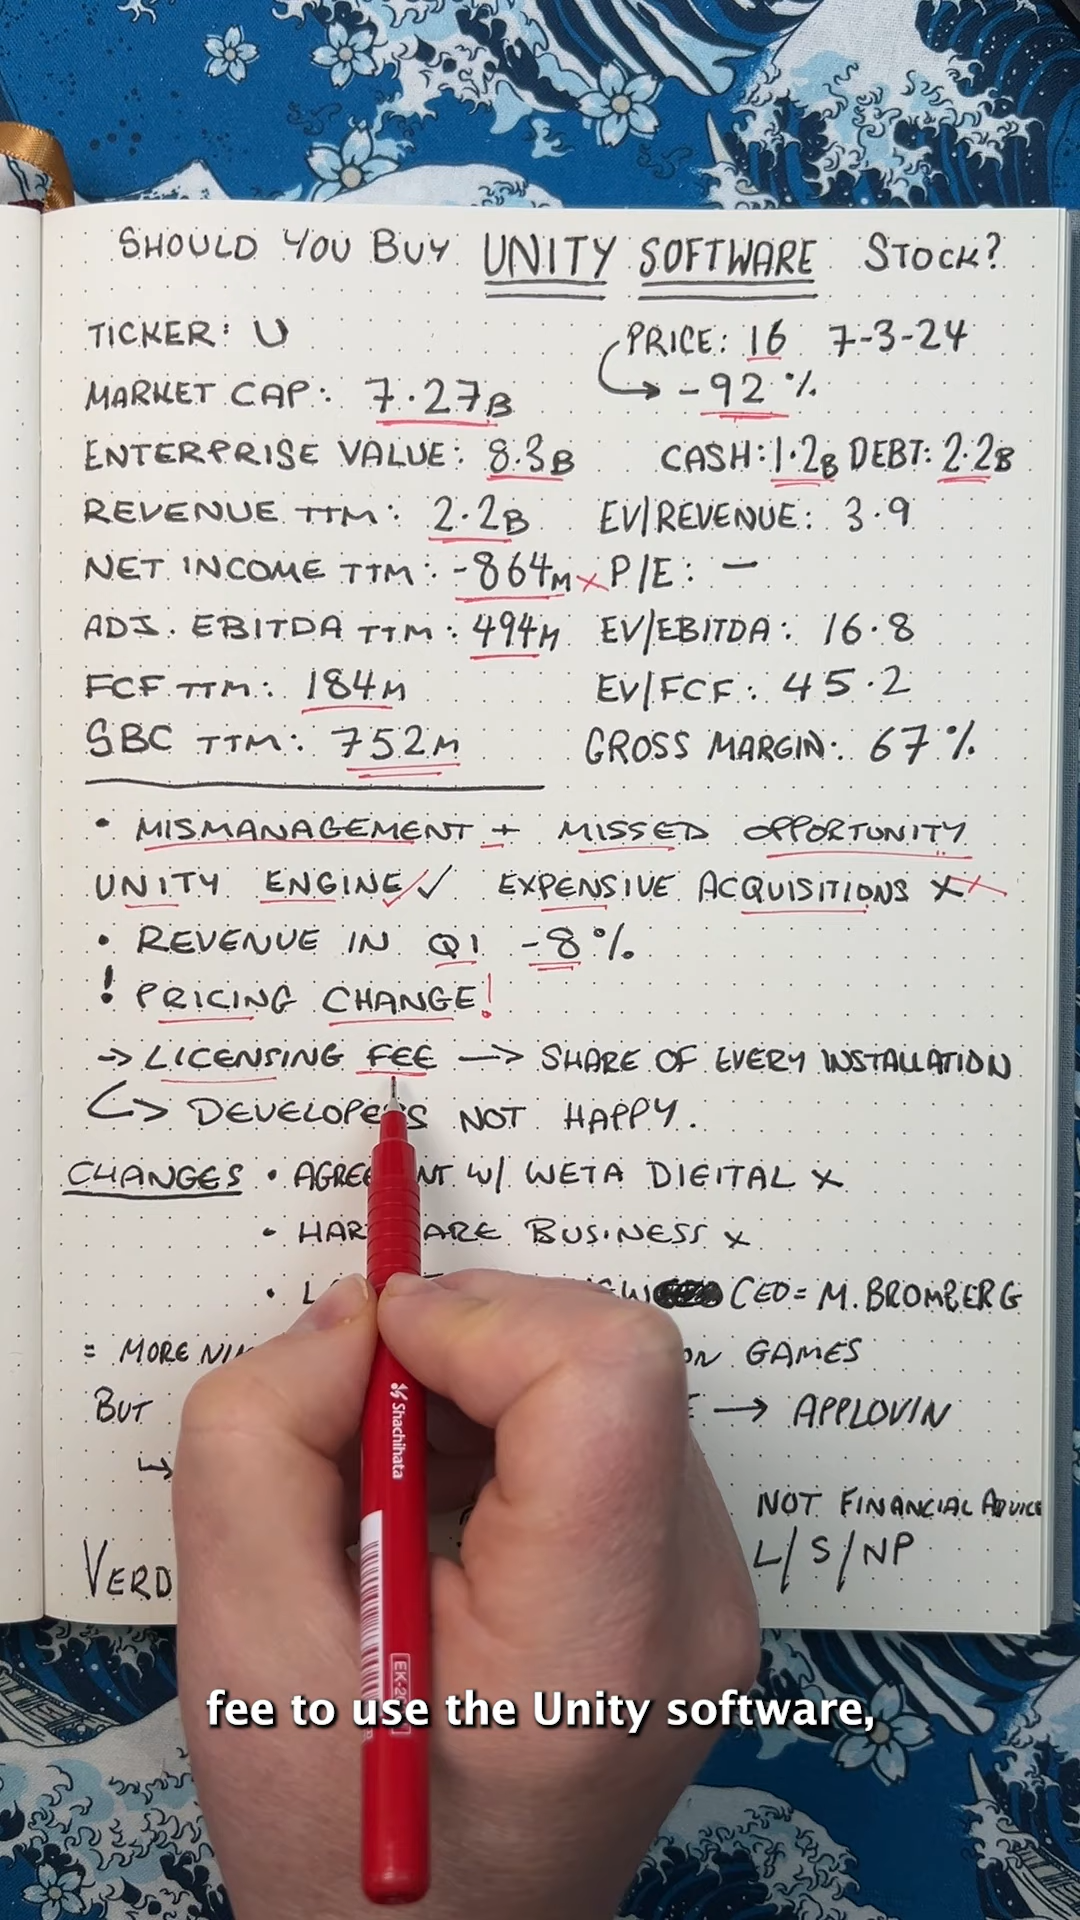 SHOULD YOU BUY UNITY SOFTWARE STOCK?
TICKER: U PRICE: 16 7-3-24
MARKET CAP: 7.27B → -92%
ENTERPRISE VALUE: 8.3B CASH: 1.2B DEBT: 2.2B
REVENUE TTM: 2.2B EV/REVENUE: 3.9
NET INCOME TTM: -864M x P/E: —
ADJ. EBITDA TTM: 494M EV/EBITDA: 16.8
FCF TTM: 184M EV/FCF: 45.2
SBC TTM: 752M GROSS MARGIN: 67%
• MISMANAGEMENT + MISSED OPPORTUNITY
UNITY ENGINE ✓ EXPENSIVE ACQUISITIONS x
• REVENUE IN Q1 -8%
! PRICING CHANGE!
→ LICENSING FEE → SHARE OF EVERY INSTALLATION
↳ DEVELOPERS NOT HAPPY.
CHANGES • W/ WETA DIGITAL x
• BUSINESS x
• CEO = M. BROMBERG
= MORE GAMES
BUT → APPLOVIN
↳
NOT FINANCIAL ADVICE
L/S/NP
Shachihata
fee to use the Unity software,